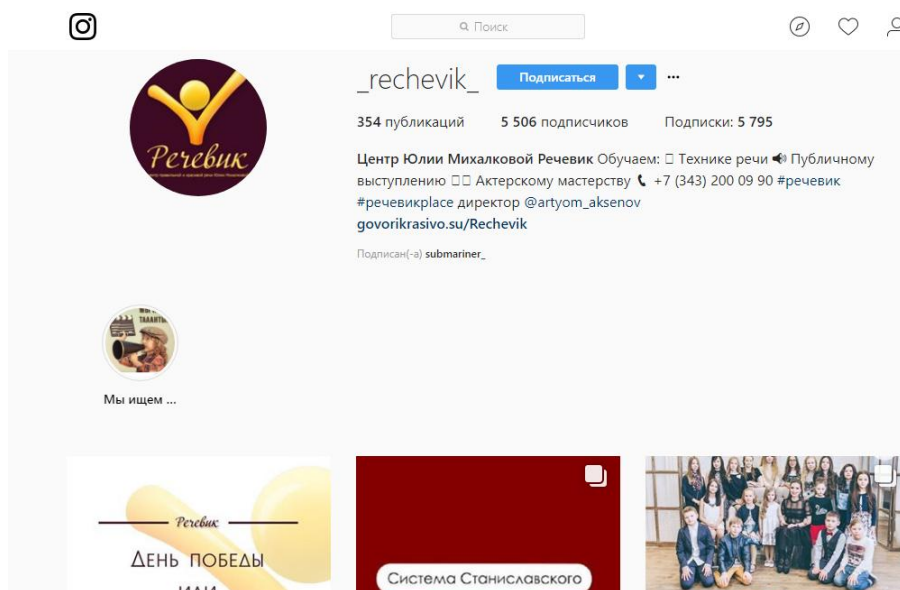 Поиск
_rechevik_ Подписаться
354 публикаций 5 506 подписчиков Подписки: 5 795
Центр Юлии Михалковой Речевик Обучаем: Технике речи Публичному
выступлению Актерскому мастерству +7 (343) 200 09 90 #речевик
#речевикplace директор @artyom_aksenov
govorikrasivo.su/Rechevik
Подписан(-а) submariner_
Речевик
Мы ищем ...
Речевик
ДЕНЬ ПОБЕДЫ
ИЛИ
Система Станиславского